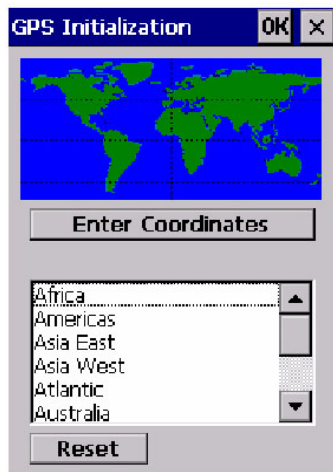 GPS Initialization OK ×
Enter Coordinates
Africa
Americas
Asia East
Asia West
Atlantic
Australia
Reset